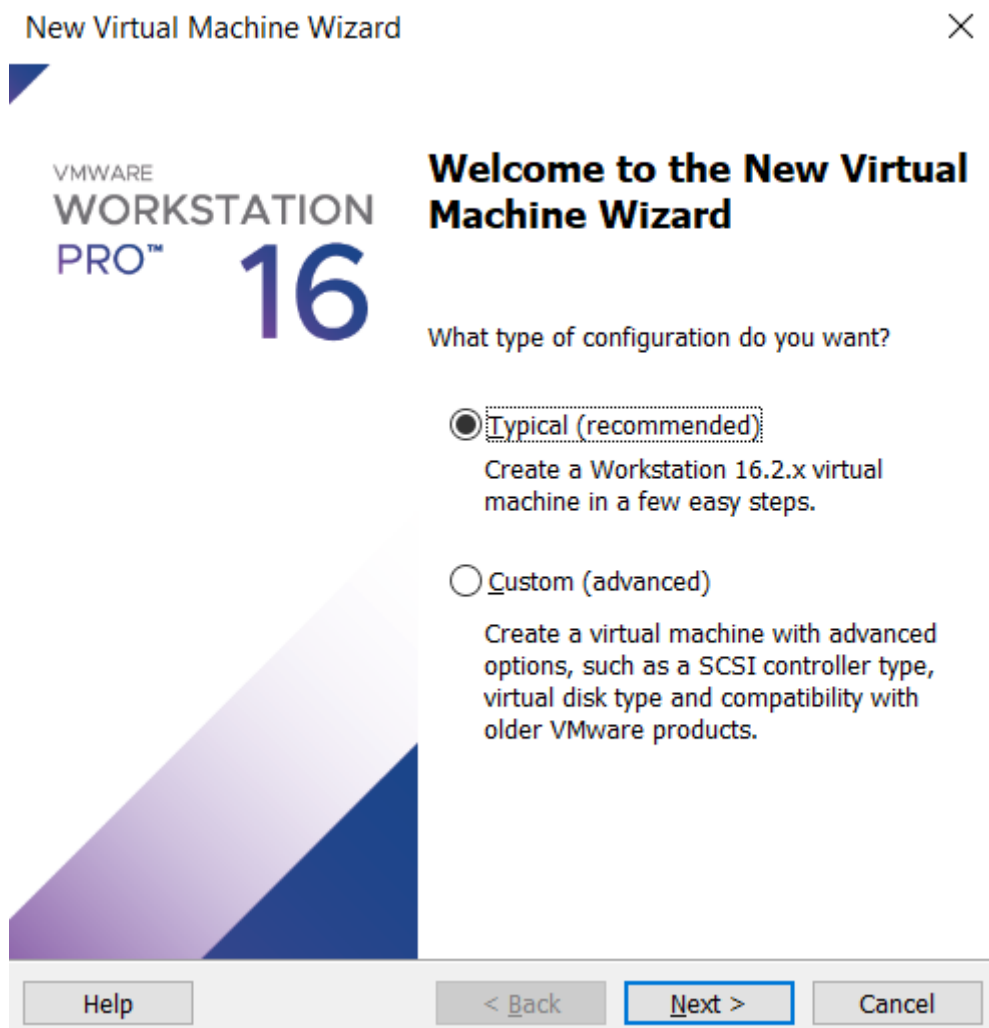 New Virtual Machine Wizard
VMWARE
WORKSTATION
PRO™ 16
Welcome to the New Virtual
Machine Wizard
What type of configuration do you want?
Typical (recommended)
Create a Workstation 16.2.x virtual
machine in a few easy steps.
Custom (advanced)
Create a virtual machine with advanced
options, such as a SCSI controller type,
virtual disk type and compatibility with
older VMware products.
Help
< Back
Next >
Cancel